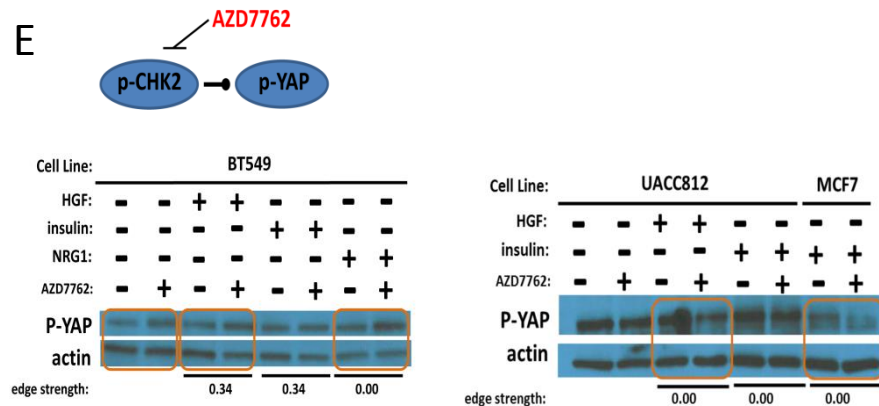 E
AZD7762
p-CHK2 p-YAP
Cell Line: BT549
HGF: - - + + - - - -
insulin: - - - - + + - -
NRG1: - - - - - - + +
AZD7762: - + - + - + - +
P-YAP
actin
edge strength: 0.34 0.34 0.00
Cell Line: UACC812 MCF7
HGF: - - + + - - - -
insulin: - - - - + + + +
AZD7762: - + - + - + - +
P-YAP
actin
edge strength: 0.00 0.00 0.00